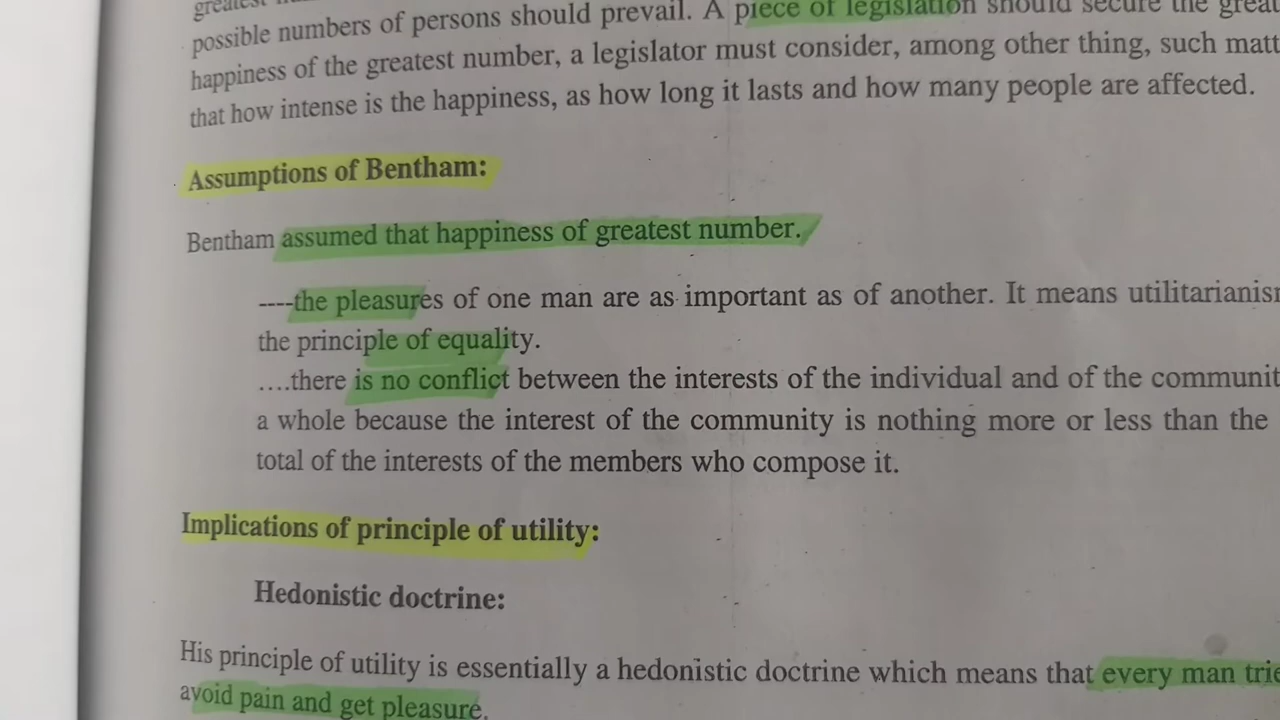 greatest
possible numbers of persons should prevail. A piece of legislation should secure the
happiness of the greatest number, a legislator must consider, among other thing, such
that how intense is the happiness, as how long it lasts and how many people are affected.
Assumptions of Bentham:
Bentham assumed that happiness of greatest number.
----the pleasures of one man are as important as of another. It means
the principle of equality.
....there is no conflict between the interests of the individual and of the
a whole because the interest of the community is nothing more or less than the
total of the interests of the members who compose it.
Implications of principle of utility:
Hedonistic doctrine:
His principle of utility is essentially a hedonistic doctrine which means that every man
avoid pain and get pleasure.